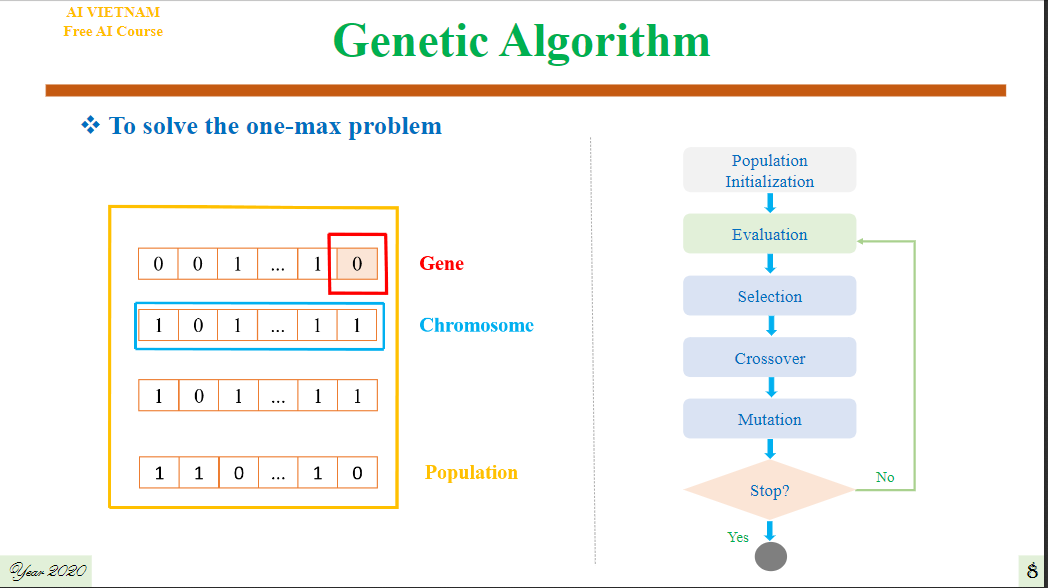 AI VIETNAM
Free AI Course
Genetic Algorithm
❖ To solve the one-max problem
0 0 1 ... 1 0
Gene
1 0 1 ... 1 1
Chromosome
1 0 1 ... 1 1
1 1 0 ... 1 0
Population
Population
Initialization
Evaluation
Selection
Crossover
Mutation
Stop?
No
Yes
Year 2020
8